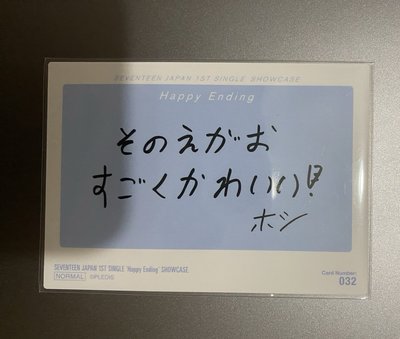 SEVENTEEN JAPAN 1ST SINGLE SHOWCASE
Happy Ending
そのえがお
すごくかわいい!?
ホシ
SEVENTEEN JAPAN 1ST SINGLE 'Happy Ending' SHOWCASE
NORMAL ©PLEDIS
Card Number:
032